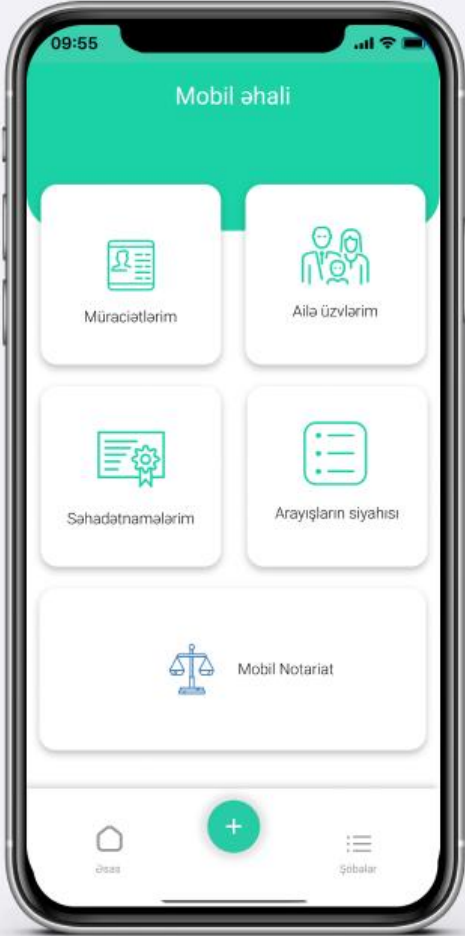 09:55
Mobil əhali
Müraciətlərim
Ailə üzvlərim
Şəhadətnamələrim
Arayışların siyahısı
Mobil Notariat
Əsas
Şöbələr